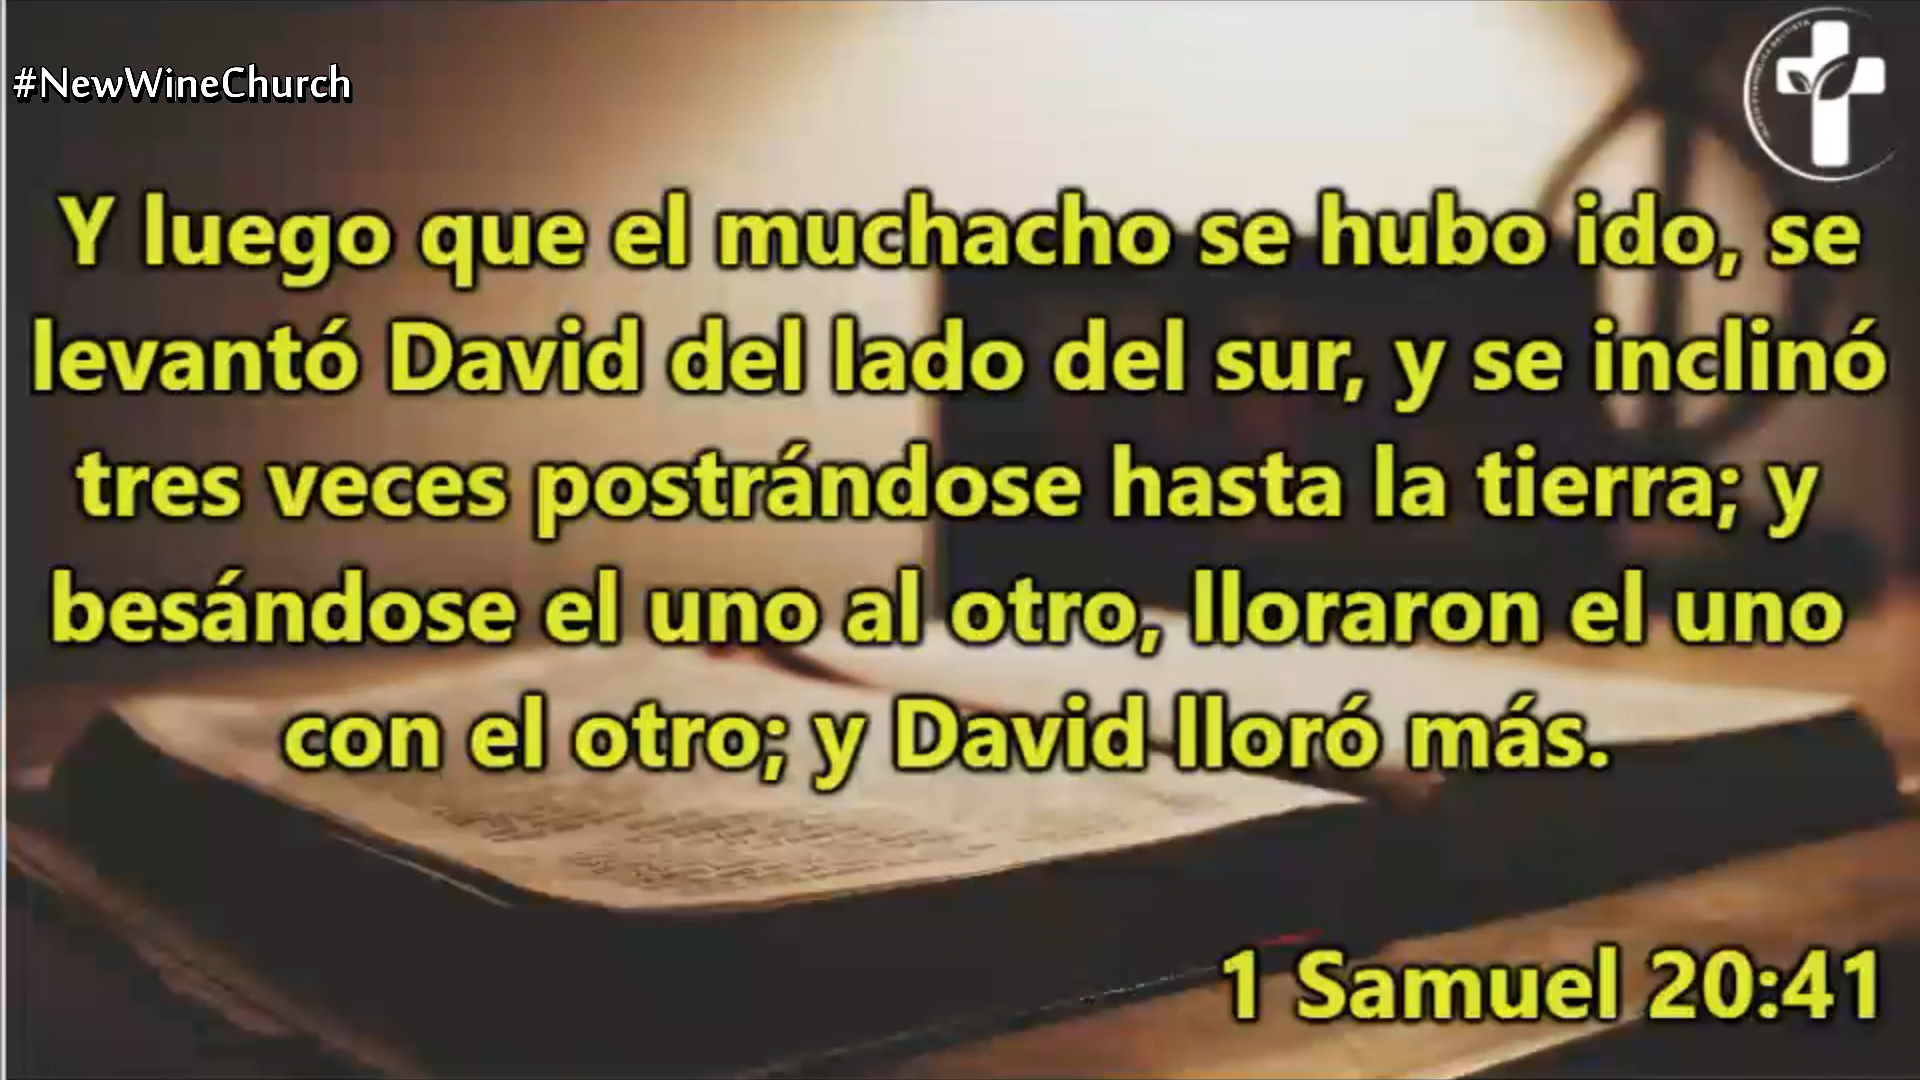 #NewWineChurch
Y luego que el muchacho se hubo ido, se
levantó David del lado del sur, y se inclinó
tres veces postrándose hasta la tierra; y
besándose el uno al otro, lloraron el uno
con el otro; y David lloró más.
1 Samuel 20:41